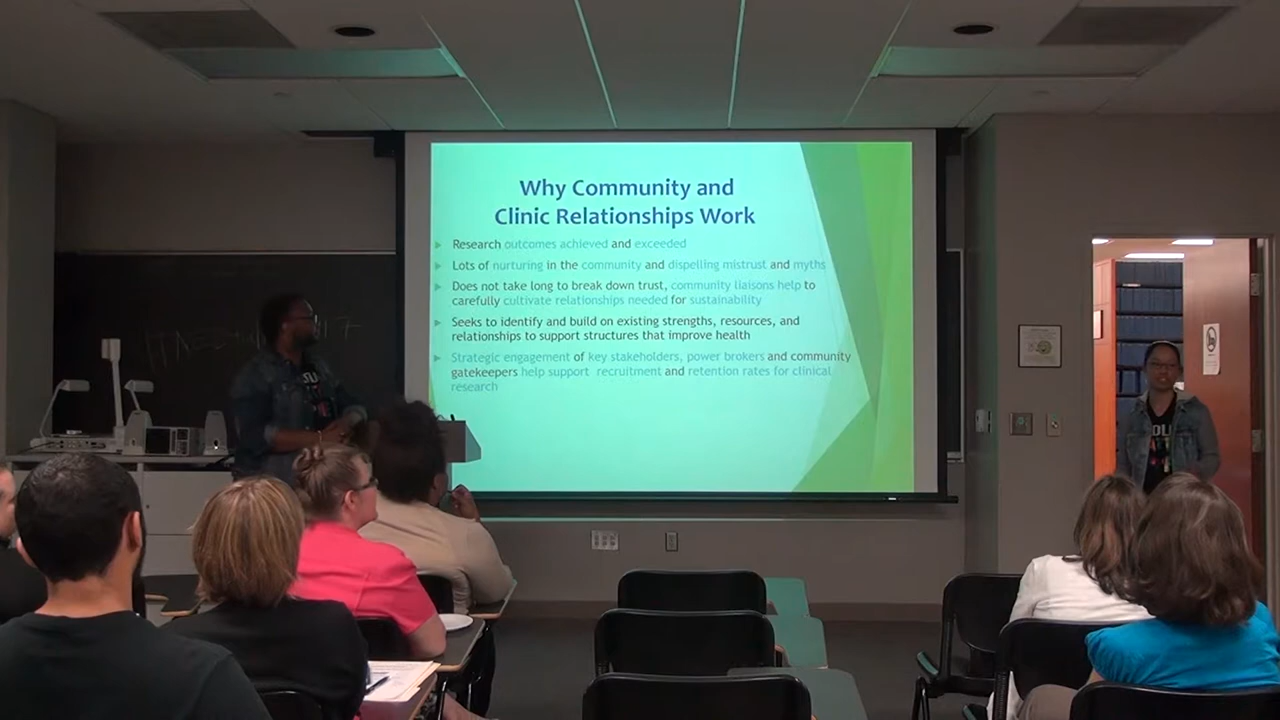 Why Community and
Clinic Relationships Work
Research outcomes achieved and exceeded
Lots of nurturing in the community and dispelling mistrust and myths
Does not take long to break down trust, community liaisons help to
carefully cultivate relationships needed for sustainability
Seeks to identify and build on existing strengths, resources, and
relationships to support structures that improve health
Strategic engagement of key stakeholders, power brokers and community
gatekeepers help support recruitment and retention rates for clinical
research